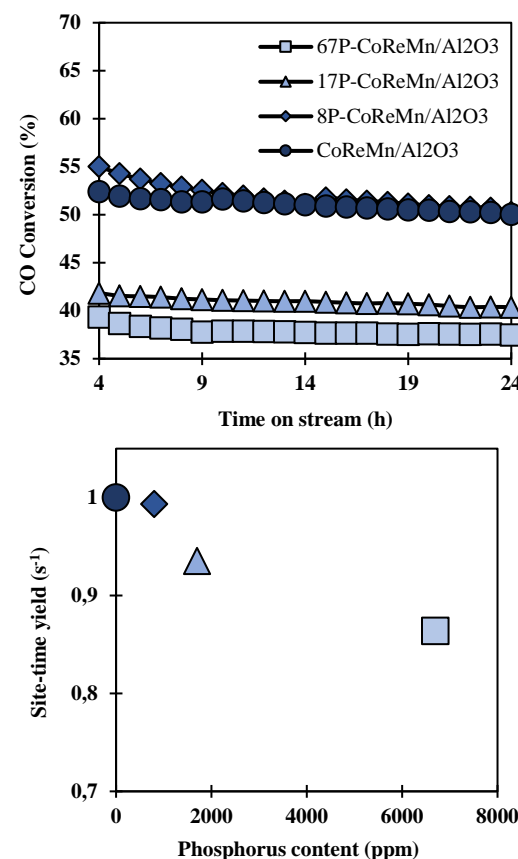 70
65
60
55
50
45
40
35
CO Conversion (%)
67P-CoReMn/Al2O3
17P-CoReMn/Al2O3
8P-CoReMn/Al2O3
CoReMn/Al2O3
4 9 14 19 24
Time on stream (h)
1
0,9
0,8
0,7
Site-time yield (s-1)
0 2000 4000 6000 8000
Phosphorus content (ppm)